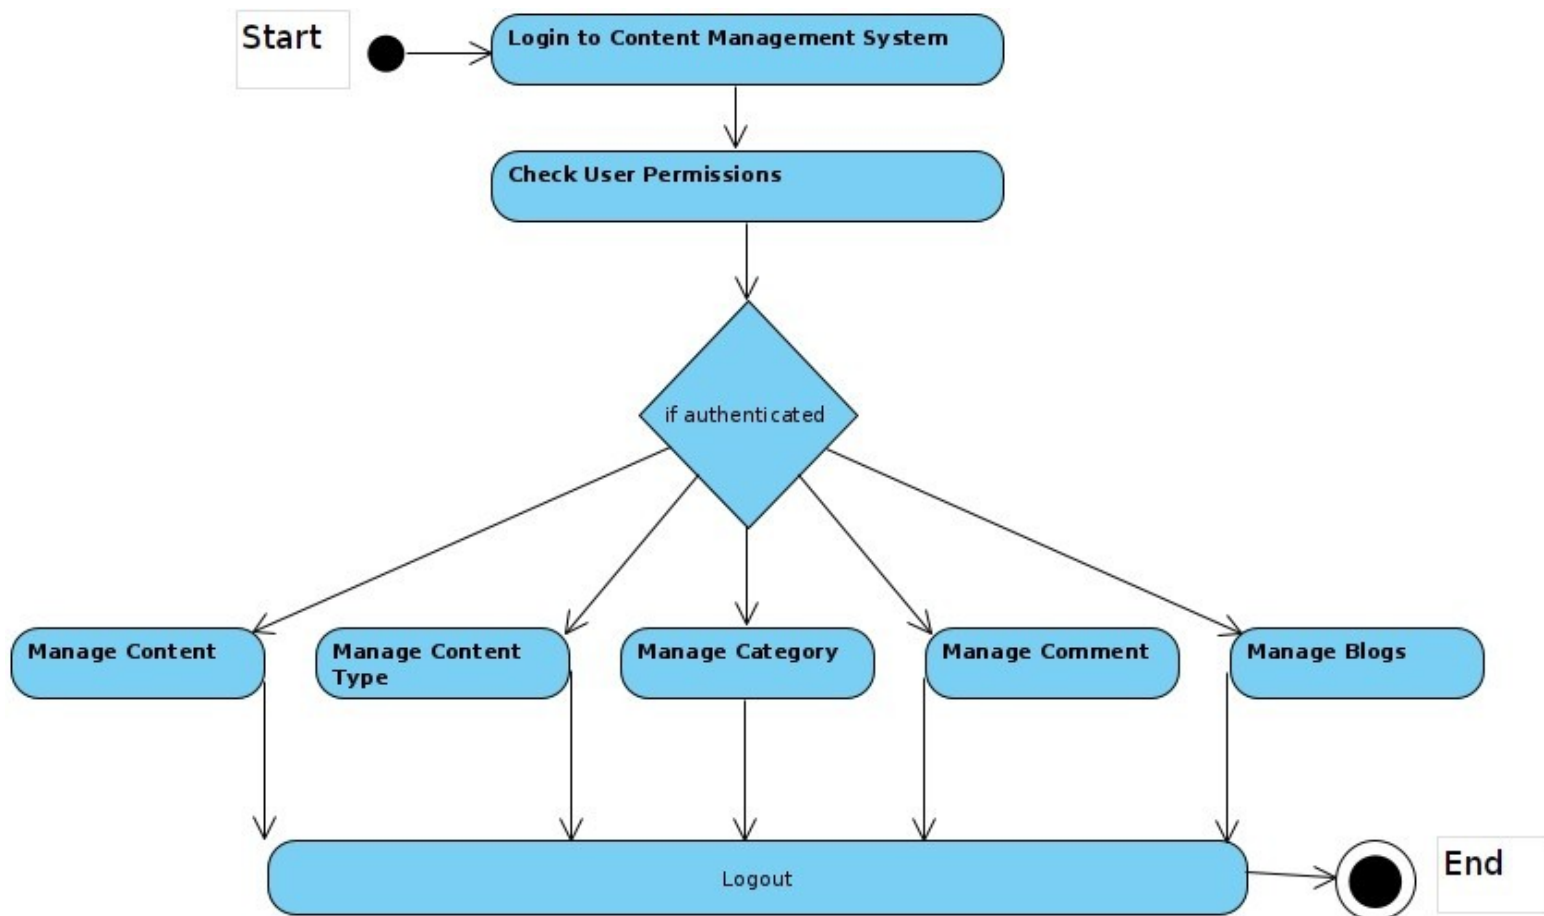 Start
Login to Content Management System
Check User Permissions
if authenticated
Manage Content
Manage Content
Type
Manage Category
Manage Comment
Manage Blogs
Logout
End